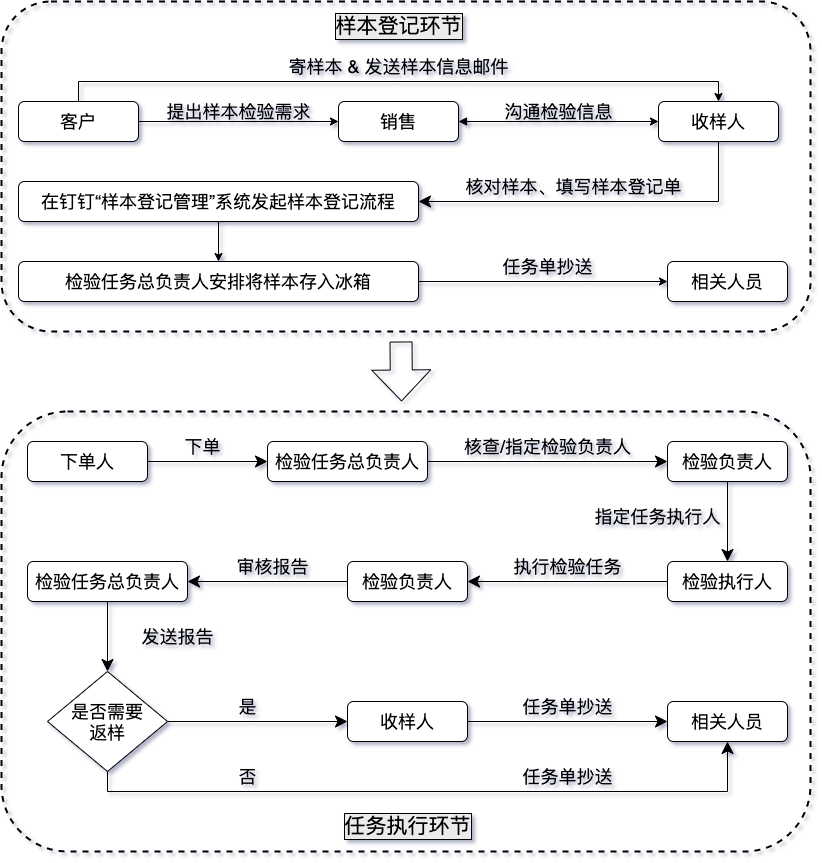 样本登记环节
寄样本 & 发送样本信息邮件
客户
提出样本检验需求
销售
沟通检验信息
收样人
核对样本、填写样本登记单
在钉钉“样本登记管理”系统发起样本登记流程
检验任务总负责人安排将样本存入冰箱
任务单抄送
相关人员
下单人
下单
检验任务总负责人
核查/指定检验负责人
检验负责人
指定任务执行人
检验任务总负责人
审核报告
检验负责人
执行检验任务
检验执行人
发送报告
是否需要
返样
是
收样人
任务单抄送
相关人员
否
任务单抄送
任务执行环节